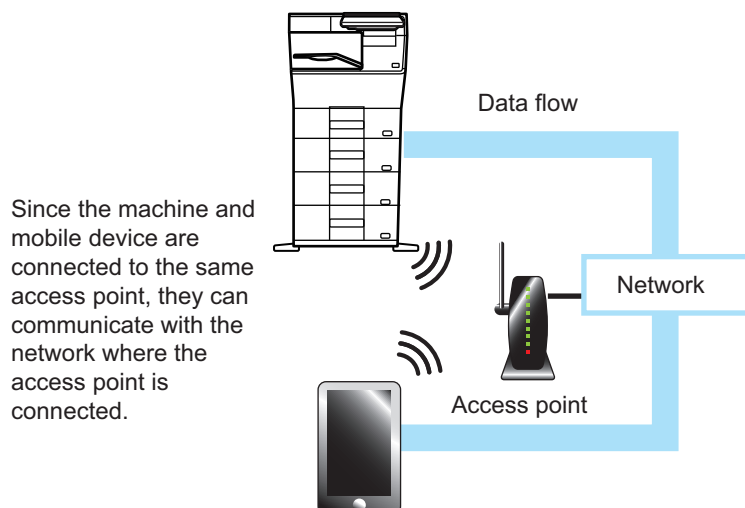 Data flow
Since the machine and
mobile device are
connected to the same
access point, they can
communicate with the
network where the
access point is
connected.
Network
Access point